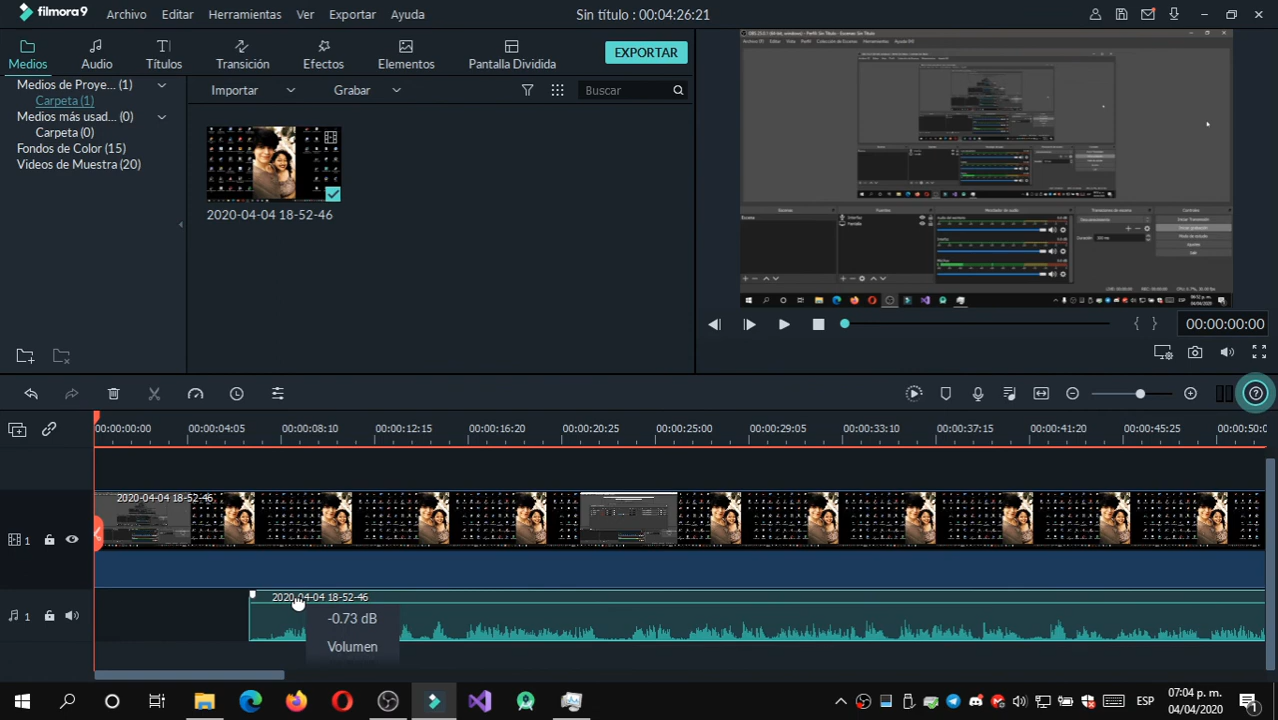 filmora9 Archivo Editar Herramientas Ver Exportar Ayuda Sin título : 00:04:26:21
Medios Audio Títulos Transición Efectos Elementos Pantalla Dividida EXPORTAR
Medios de Proye... (1)
Carpeta (1)
Medios más usad... (0)
Carpeta (0)
Fondos de Color (15)
Videos de Muestra (20)
Importar Grabar Buscar
2020-04-04 18-52-46
00:00:00:00
00:00:00:00 00:00:04:05 00:00:08:10 00:00:12:15 00:00:16:20 00:00:20:25 00:00:25:00 00:00:29:05 00:00:33:10 00:00:37:15 00:00:41:20 00:00:45:25 00:00:50:0
2020-04-04 18-52-46
1
2020-04-04 18-52-46
1
-0.73 dB
Volumen
ESP 07:04 p. m.
04/04/2020
1